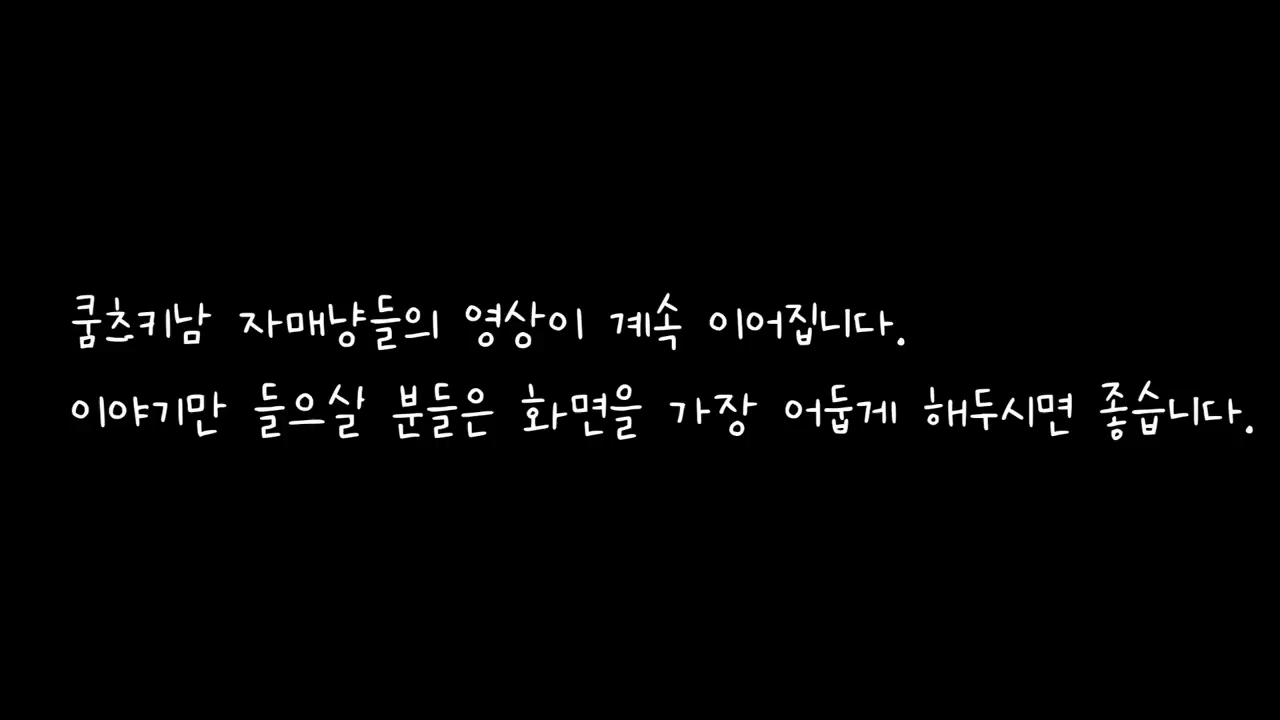 쿰츠키남 자매냥들의 영상이 계속 이어집니다.
이야기만 들으실 분들은 화면을 가장 어둡게 해두시면 좋습니다.